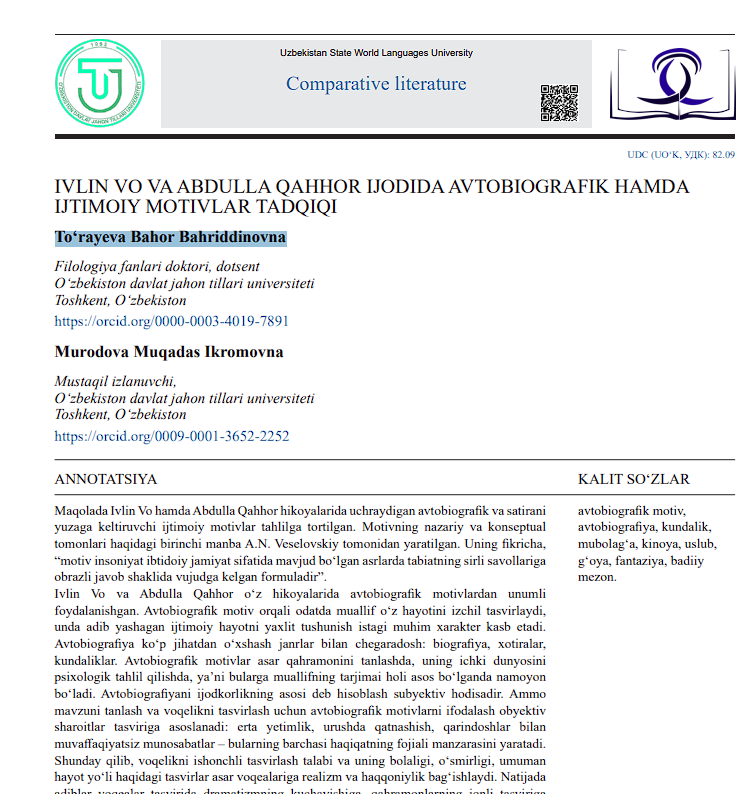 1992
O'ZBEKISTON DAVLAT JAHON TILLARI UNIVERSITETI
Uzbekistan State World Languages University
Comparative literature
UDC (UO‘K, УДК): 82.09
IVLIN VO VA ABDULLA QAHHOR IJODIDA AVTOBIOGRAFIK HAMDA
IJTIMOIY MOTIVLAR TADQIQI
To‘rayeva Bahor Bahriddinovna
Filologiya fanlari doktori, dotsent
O‘zbekiston davlat jahon tillari universiteti
Toshkent, O‘zbekiston
https://orcid.org/0000-0003-4019-7891
Murodova Muqadas Ikromovna
Mustaqil izlanuvchi,
O‘zbekiston davlat jahon tillari universiteti
Toshkent, O‘zbekiston
https://orcid.org/0009-0001-3652-2252
ANNOTATSIYA
Maqolada Ivlin Vo hamda Abdulla Qahhor hikoyalarida uchraydigan avtobiografik va satirani
yuzaga keltiruvchi ijtimoiy motivlar tahlilga tortilgan. Motivning nazariy va konseptual
tomonlari haqidagi birinchi manba A.N. Veselovskiy tomonidan yaratilgan. Uning fikricha,
“motiv insoniyat ibtidoiy jamiyat sifatida mavjud bo‘lgan asrlarda tabiatning sirli savollariga
obrazli javob shaklida vujudga kelgan formuladir”.
Ivlin Vo va Abdulla Qahhor o‘z hikoyalarida avtobiografik motivlardan unumli
foydalanishgan. Avtobiografik motiv orqali odatda muallif o‘z hayotini izchil tasvirlaydi,
unda adib yashagan ijtimoiy hayotni yaxlit tushunish istagi muhim xarakter kasb etadi.
Avtobiografiya ko‘p jihatdan o‘xshash janrlar bilan chegaradosh: biografiya, xotiralar,
kundaliklar. Avtobiografik motivlar asar qahramonini tanlashda, uning ichki dunyosini
psixologik tahlil qilishda, ya’ni bularga muallifning tarjimai holi asos bo‘lganda namoyon
bo‘ladi. Avtobiografiyani ijodkorlikning asosi deb hisoblash subyektiv hodisadir. Ammo
mavzuni tanlash va voqelikni tasvirlash uchun avtobiografik motivlarni ifodalash obyektiv
sharoitlar tasviriga asoslanadi: erta yetimlik, urushda qatnashish, qarindoshlar bilan
muvaffaqiyatsiz munosabatlar – bularning barchasi haqiqatning fojiali manzarasini yaratadi.
Shunday qilib, voqelikni ishonchli tasvirlash talabi va uning bolaligi, o‘smirligi, umuman
hayot yo‘li haqidagi tasvirlar asar voqealariga realizm va haqqoniylik bag‘ishlaydi. Natijada
adiblar voqealar tasvirida dramatizmning kuchayishiga, qahramonlarning jonli tasviriga
KALIT SO‘ZLAR
avtobiografik motiv,
avtobiografiya, kundalik,
mubolag‘a, kinoya, uslub,
g‘oya, fantaziya, badiiy
mezon.